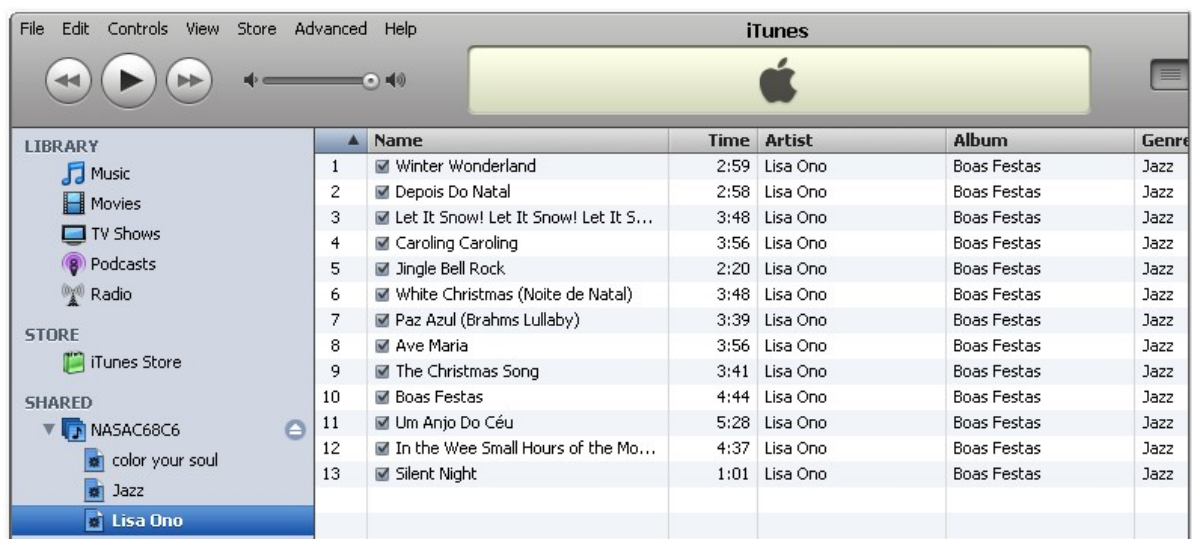 File Edit Controls View Store Advanced Help
iTunes
LIBRARY
Music
Movies
TV Shows
Podcasts
Radio
STORE
iTunes Store
SHARED
NASAC68C6
color your soul
Jazz
Lisa Ono
Name Time Artist Album Genre
1 Winter Wonderland 2:59 Lisa Ono Boas Festas Jazz
2 Depois Do Natal 2:58 Lisa Ono Boas Festas Jazz
3 Let It Snow! Let It Snow! Let It S... 3:48 Lisa Ono Boas Festas Jazz
4 Caroling Caroling 3:56 Lisa Ono Boas Festas Jazz
5 Jingle Bell Rock 2:20 Lisa Ono Boas Festas Jazz
6 White Christmas (Noite de Natal) 3:48 Lisa Ono Boas Festas Jazz
7 Paz Azul (Brahms Lullaby) 3:39 Lisa Ono Boas Festas Jazz
8 Ave Maria 3:56 Lisa Ono Boas Festas Jazz
9 The Christmas Song 3:41 Lisa Ono Boas Festas Jazz
10 Boas Festas 4:44 Lisa Ono Boas Festas Jazz
11 Um Anjo Do Céu 5:28 Lisa Ono Boas Festas Jazz
12 In the Wee Small Hours of the Mo... 4:37 Lisa Ono Boas Festas Jazz
13 Silent Night 1:01 Lisa Ono Boas Festas Jazz